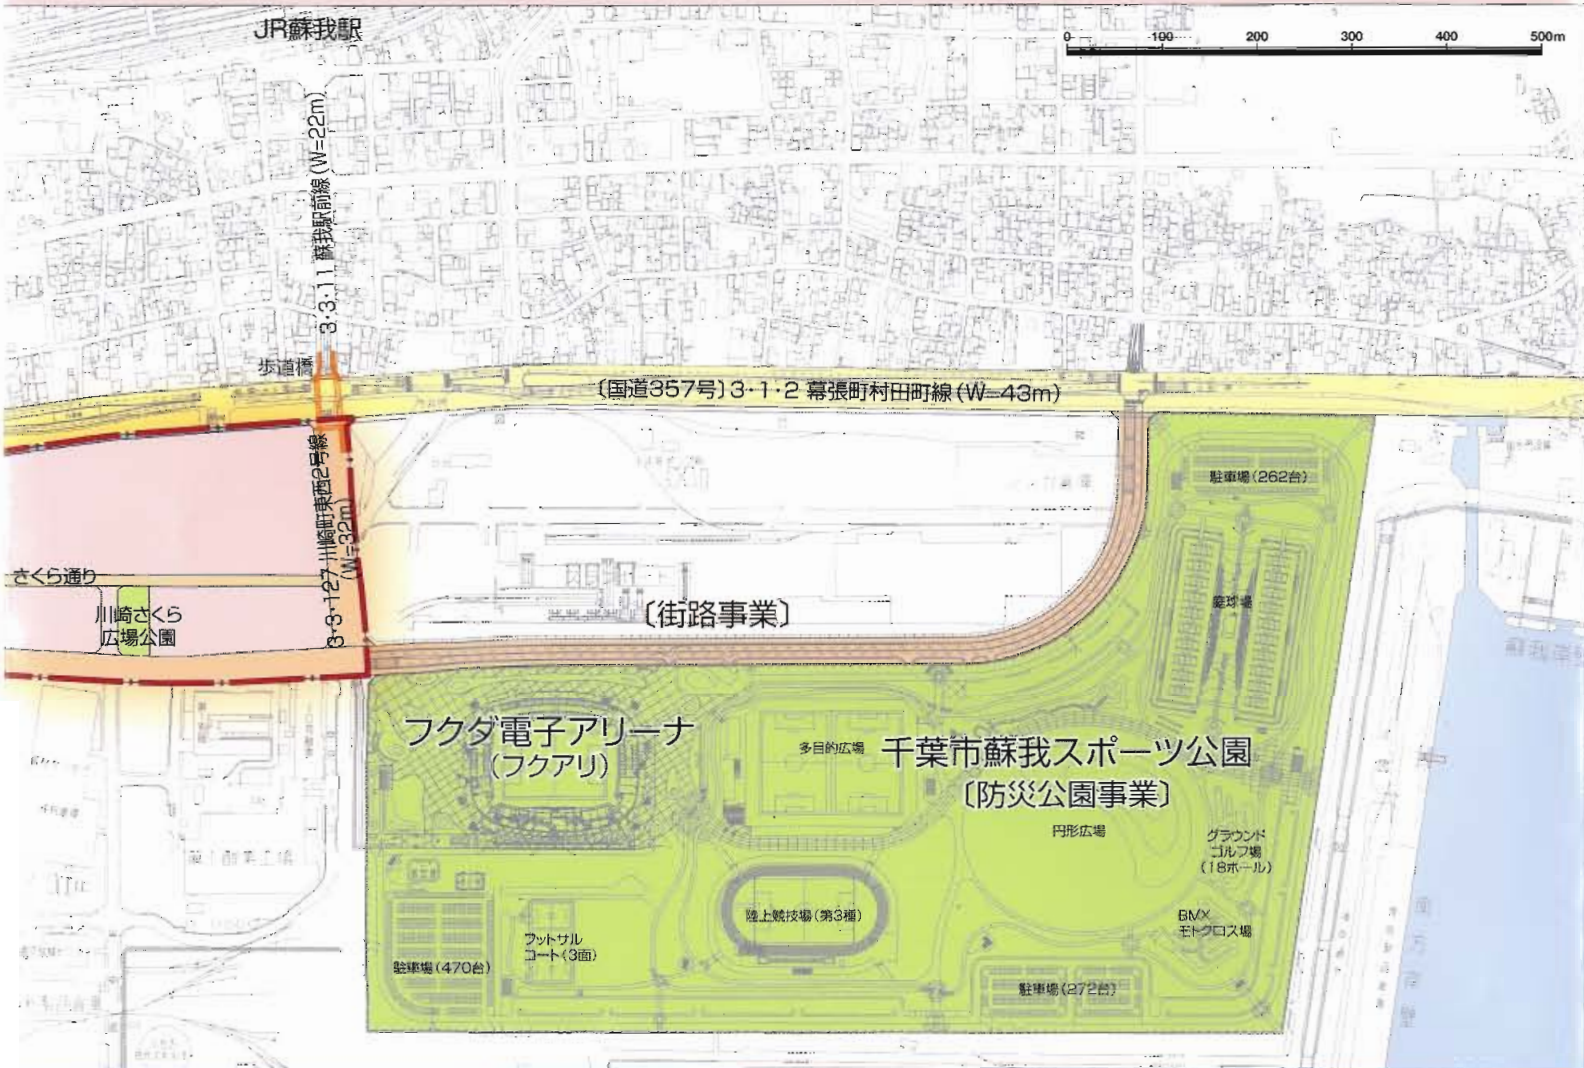 JR蘇我駅
0 100 200 300 400 500m
3・3・11 蘇我駅前線(W=22m)
歩道橋
〔国道357号〕3・1・2 幕張町村田町線(W=43m)
3・3・127 川崎町東西2号線
(W=32m)
駐車場(262台)
庭球場
さくら通り
川崎さくら
広場公園
〔街路事業〕
フクダ電子アリーナ
(フクアリ)
多目的広場
千葉市蘇我スポーツ公園
〔防災公園事業〕
円形広場
グラウンド
ゴルフ場
(18ホール)
陸上競技場(第3種)
BMX
モトクロス場
フットサル
コート(3面)
駐車場(470台)
駐車場(272台)